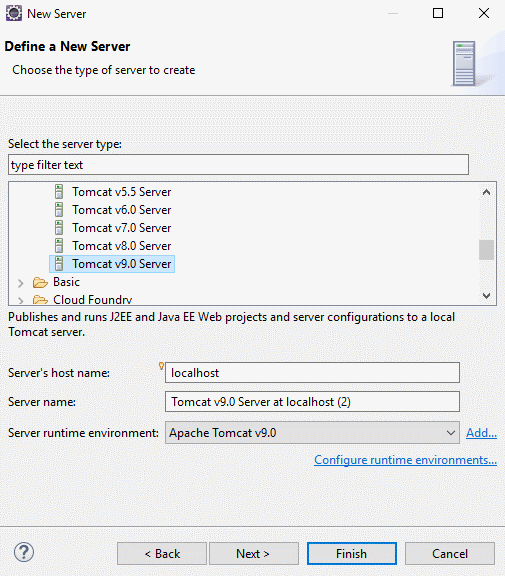 New Server
Define a New Server
Choose the type of server to create
Select the server type:
type filter text
Tomcat v5.5 Server
Tomcat v6.0 Server
Tomcat v7.0 Server
Tomcat v8.0 Server
Tomcat v9.0 Server
Basic
Cloud Foundry
Publishes and runs J2EE and Java EE Web projects and server configurations to a local
Tomcat server.
Server's host name: localhost
Server name: Tomcat v9.0 Server at localhost (2)
Server runtime environment: Apache Tomcat v9.0 Add...
Configure runtime environments...
? < Back Next > Finish Cancel